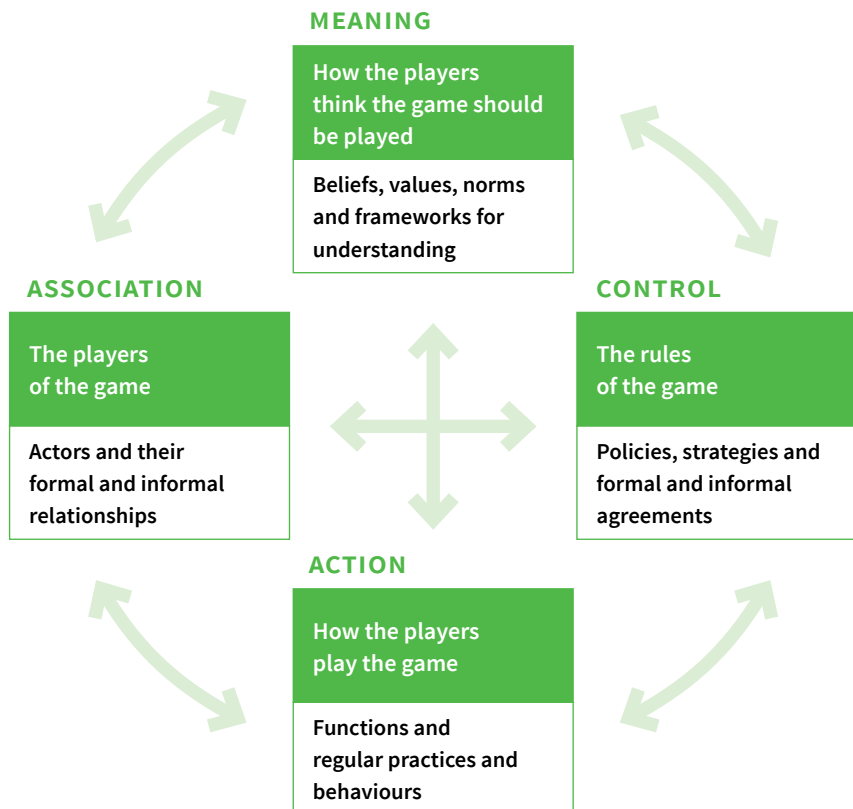 MEANING
How the players
think the game should
be played
Beliefs, values, norms
and frameworks for
understanding
ASSOCIATION
The players
of the game
Actors and their
formal and informal
relationships
CONTROL
The rules
of the game
Policies, strategies and
formal and informal
agreements
ACTION
How the players
play the game
Functions and
regular practices and
behaviours